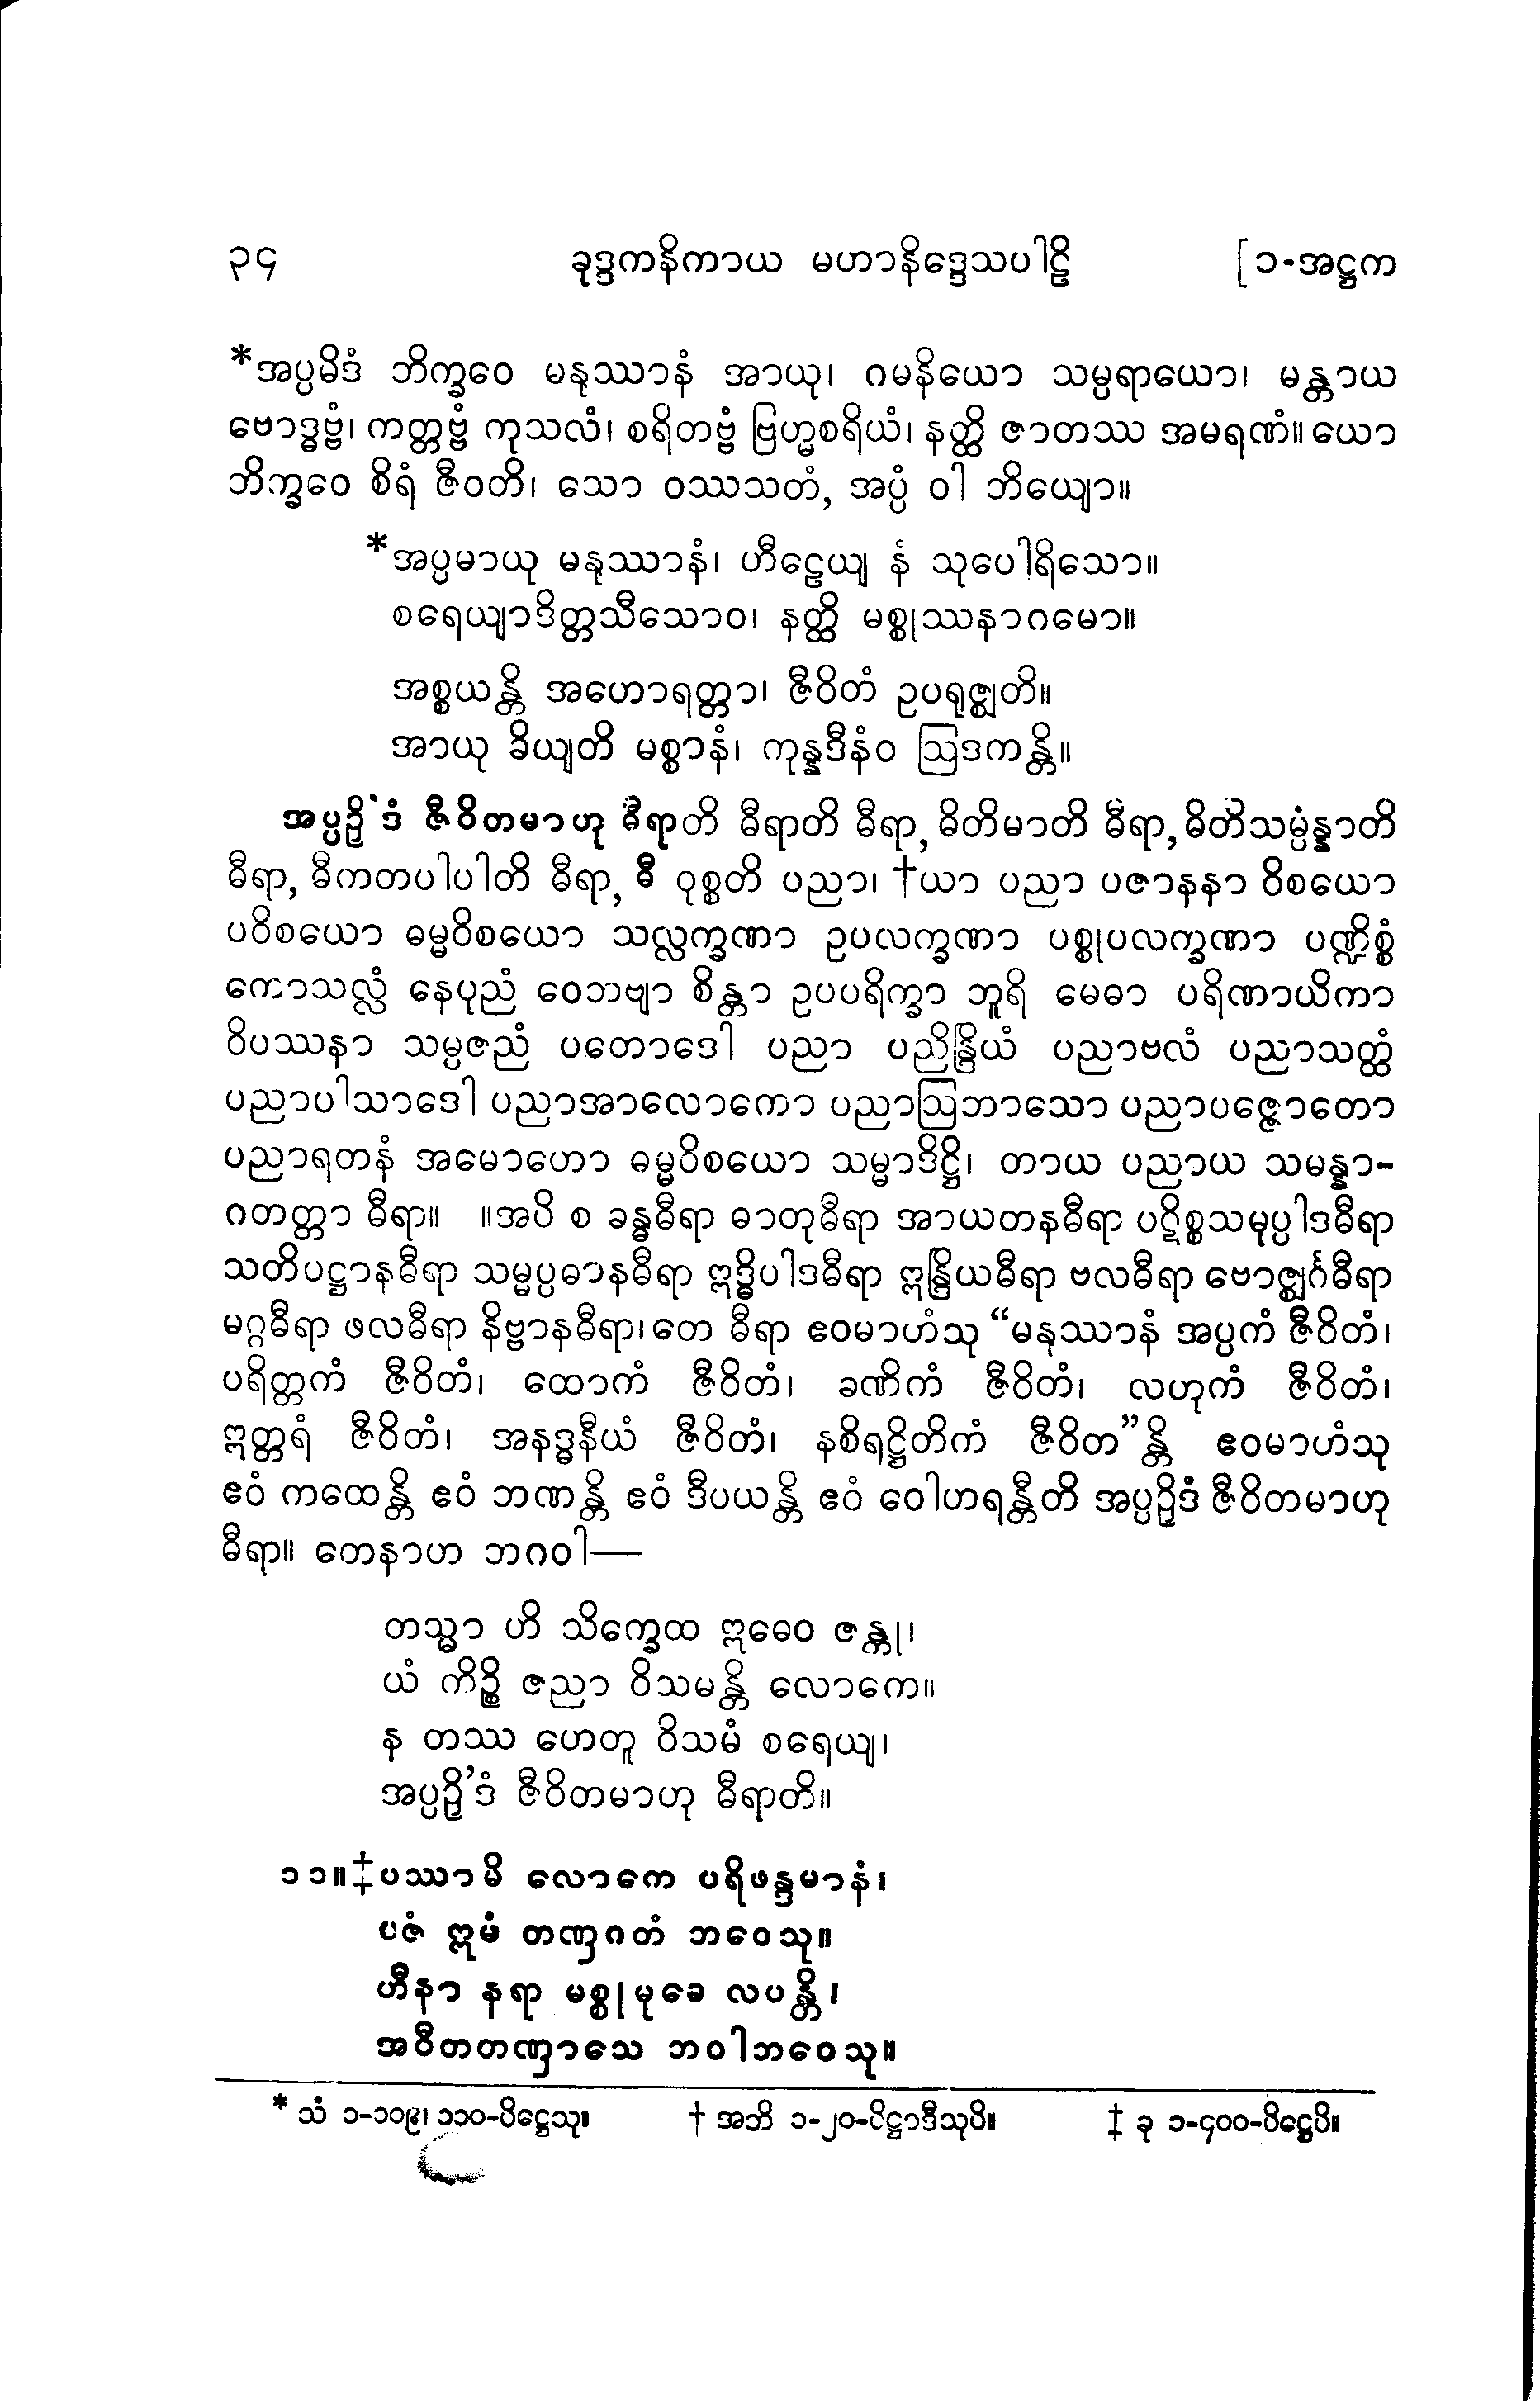 ၃၄ ခုဒ္ဒကနိကာယ မဟာနိဒ္ဒေသပါဠိ [၁-အဋ္ဌက
*အပ္ပမိဒံ ဘိက္ခဝေ မနုဿာနံ အာယု၊ ဂမနိယော သမ္ပရာယော၊ မန္တာယ
ဗောဒ္ဓဗ္ဗံ၊ ကတ္တဗ္ဗံ ကုသလံ၊ စရိတဗ္ဗံ ဗြဟ္မစရိယံ၊ နတ္ထိ ဇာတဿ အမရဏံ။ ယော
ဘိက္ခဝေ စိရံ ဇီဝတိ၊ သော ဝဿသတံ, အပ္ပံ ဝါ ဘိယျော။
*အပ္ပမာယု မနုဿာနံ၊ ဟီဠေယျ နံ သုပေါရိသော။
စရေယျာဒိတ္တသီသောဝ၊ နတ္ထိ မစ္စုဿနာဂမော။
အစ္စယန္တိ အဟောရတ္တာ၊ ဇီဝိတံ ဥပရုဇ္ဈတိ။
အာယု ခိယျတိ မစ္စာနံ၊ ကုန္နဒီနံဝ ဩဒကန္တိ။
အပ္ပဉှိ’ဒံ ဇီဝိတမာဟု ဓီရာတိ ဓီရာတိ ဓီရာ, ဓိတိမာတိ ဓီရာ, ဓိတိသမ္ပန္နာတိ
ဓီရာ, ဓီကတပါပါတိ ဓီရာ, ဓီ ဝုစ္စတိ ပညာ၊ †ယာ ပညာ ပဇာနနာ ဝိစယော
ပဝိစယော ဓမ္မဝိစယော သလ္လက္ခဏာ ဥပလက္ခဏာ ပစ္စုပလက္ခဏာ ပဏ္ဍိစ္စံ
ကောသလ္လံ နေပုညံ ဝေဘဗျာ စိန္တာ ဥပပရိက္ခာ ဘူရိ မေဓာ ပရိဏာယိကာ
ဝိပဿနာ သမ္ပဇညံ ပတောဒေါ ပညာ ပညိန္ဒြိယံ ပညာဗလံ ပညာသတ္ထံ
ပညာပါသာဒေါ ပညာအာလောကော ပညာဩဘာသော ပညာပဇ္ဇောတော
ပညာရတနံ အမောဟော ဓမ္မဝိစယော သမ္မာဒိဋ္ဌိ၊ တာယ ပညာယ သမန္နာ-
ဂတတ္တာ ဓီရာ။ ။အပိ စ ခန္ဓဓီရာ ဓာတုဓီရာ အာယတနဓီရာ ပဋိစ္စသမုပ္ပါဒဓီရာ
သတိပဋ္ဌာနဓီရာ သမ္မပ္ပဓာနဓီရာ ဣဒ္ဓိပါဒဓီရာ ဣန္ဒြိယဓီရာ ဗလဓီရာ ဗောဇ္ဈင်္ဂဓီရာ
မဂ္ဂဓီရာ ဖလဓီရာ နိဗ္ဗာနဓီရာ၊ တေ ဓီရာ ဧဝမာဟံသု “မနုဿာနံ အပ္ပကံ ဇီဝိတံ၊
ပရိတ္တကံ ဇီဝိတံ၊ ထောကံ ဇီဝိတံ၊ ခဏိကံ ဇီဝိတံ၊ လဟုကံ ဇီဝိတံ၊
ဣတ္တရံ ဇီဝိတံ၊ အနဒ္ဓနီယံ ဇီဝိတံ၊ နစိရဋ္ဌိတိကံ ဇီဝိတ”န္တိ ဧဝမာဟံသု
ဧဝံ ကထေန္တိ ဧဝံ ဘဏန္တိ ဧဝံ ဒီပယန္တိ ဧဝံ ဝေါဟရန္တီတိ အပ္ပဉှိဒံ ဇီဝိတမာဟု
ဓီရာ။ တေနာဟ ဘဂဝါ—
တသ္မာ ဟိ သိက္ခေထ ဣဓေဝ ဇန္တု၊
ယံ ကိဉ္စိ ဇညာ ဝိသမန္တိ လောကေ။
န တဿ ဟေတူ ဝိသမံ စရေယျ၊
အပ္ပဉှိ’ဒံ ဇီဝိတမာဟု ဓီရာတိ။
၁၁။‡ပဿာမိ လောကေ ပရိဖန္ဒမာနံ၊
ပဇံ ဣမံ တဏှဂတံ ဘဝေသု။
ဟီနာ နရာ မစ္စုမုခေ လပန္တိ၊
အဝီတတဏှာသေ ဘဝါဘဝေသု။
* သံ ၁-၁၀၉၊ ၁၁၀-ပိဋ္ဌေသု။ † အဘိ ၁-၂၀-ပိဋ္ဌာဒီသုပိ။ ‡ ခု ၁-၄၀၀-ပိဋ္ဌေပိ။